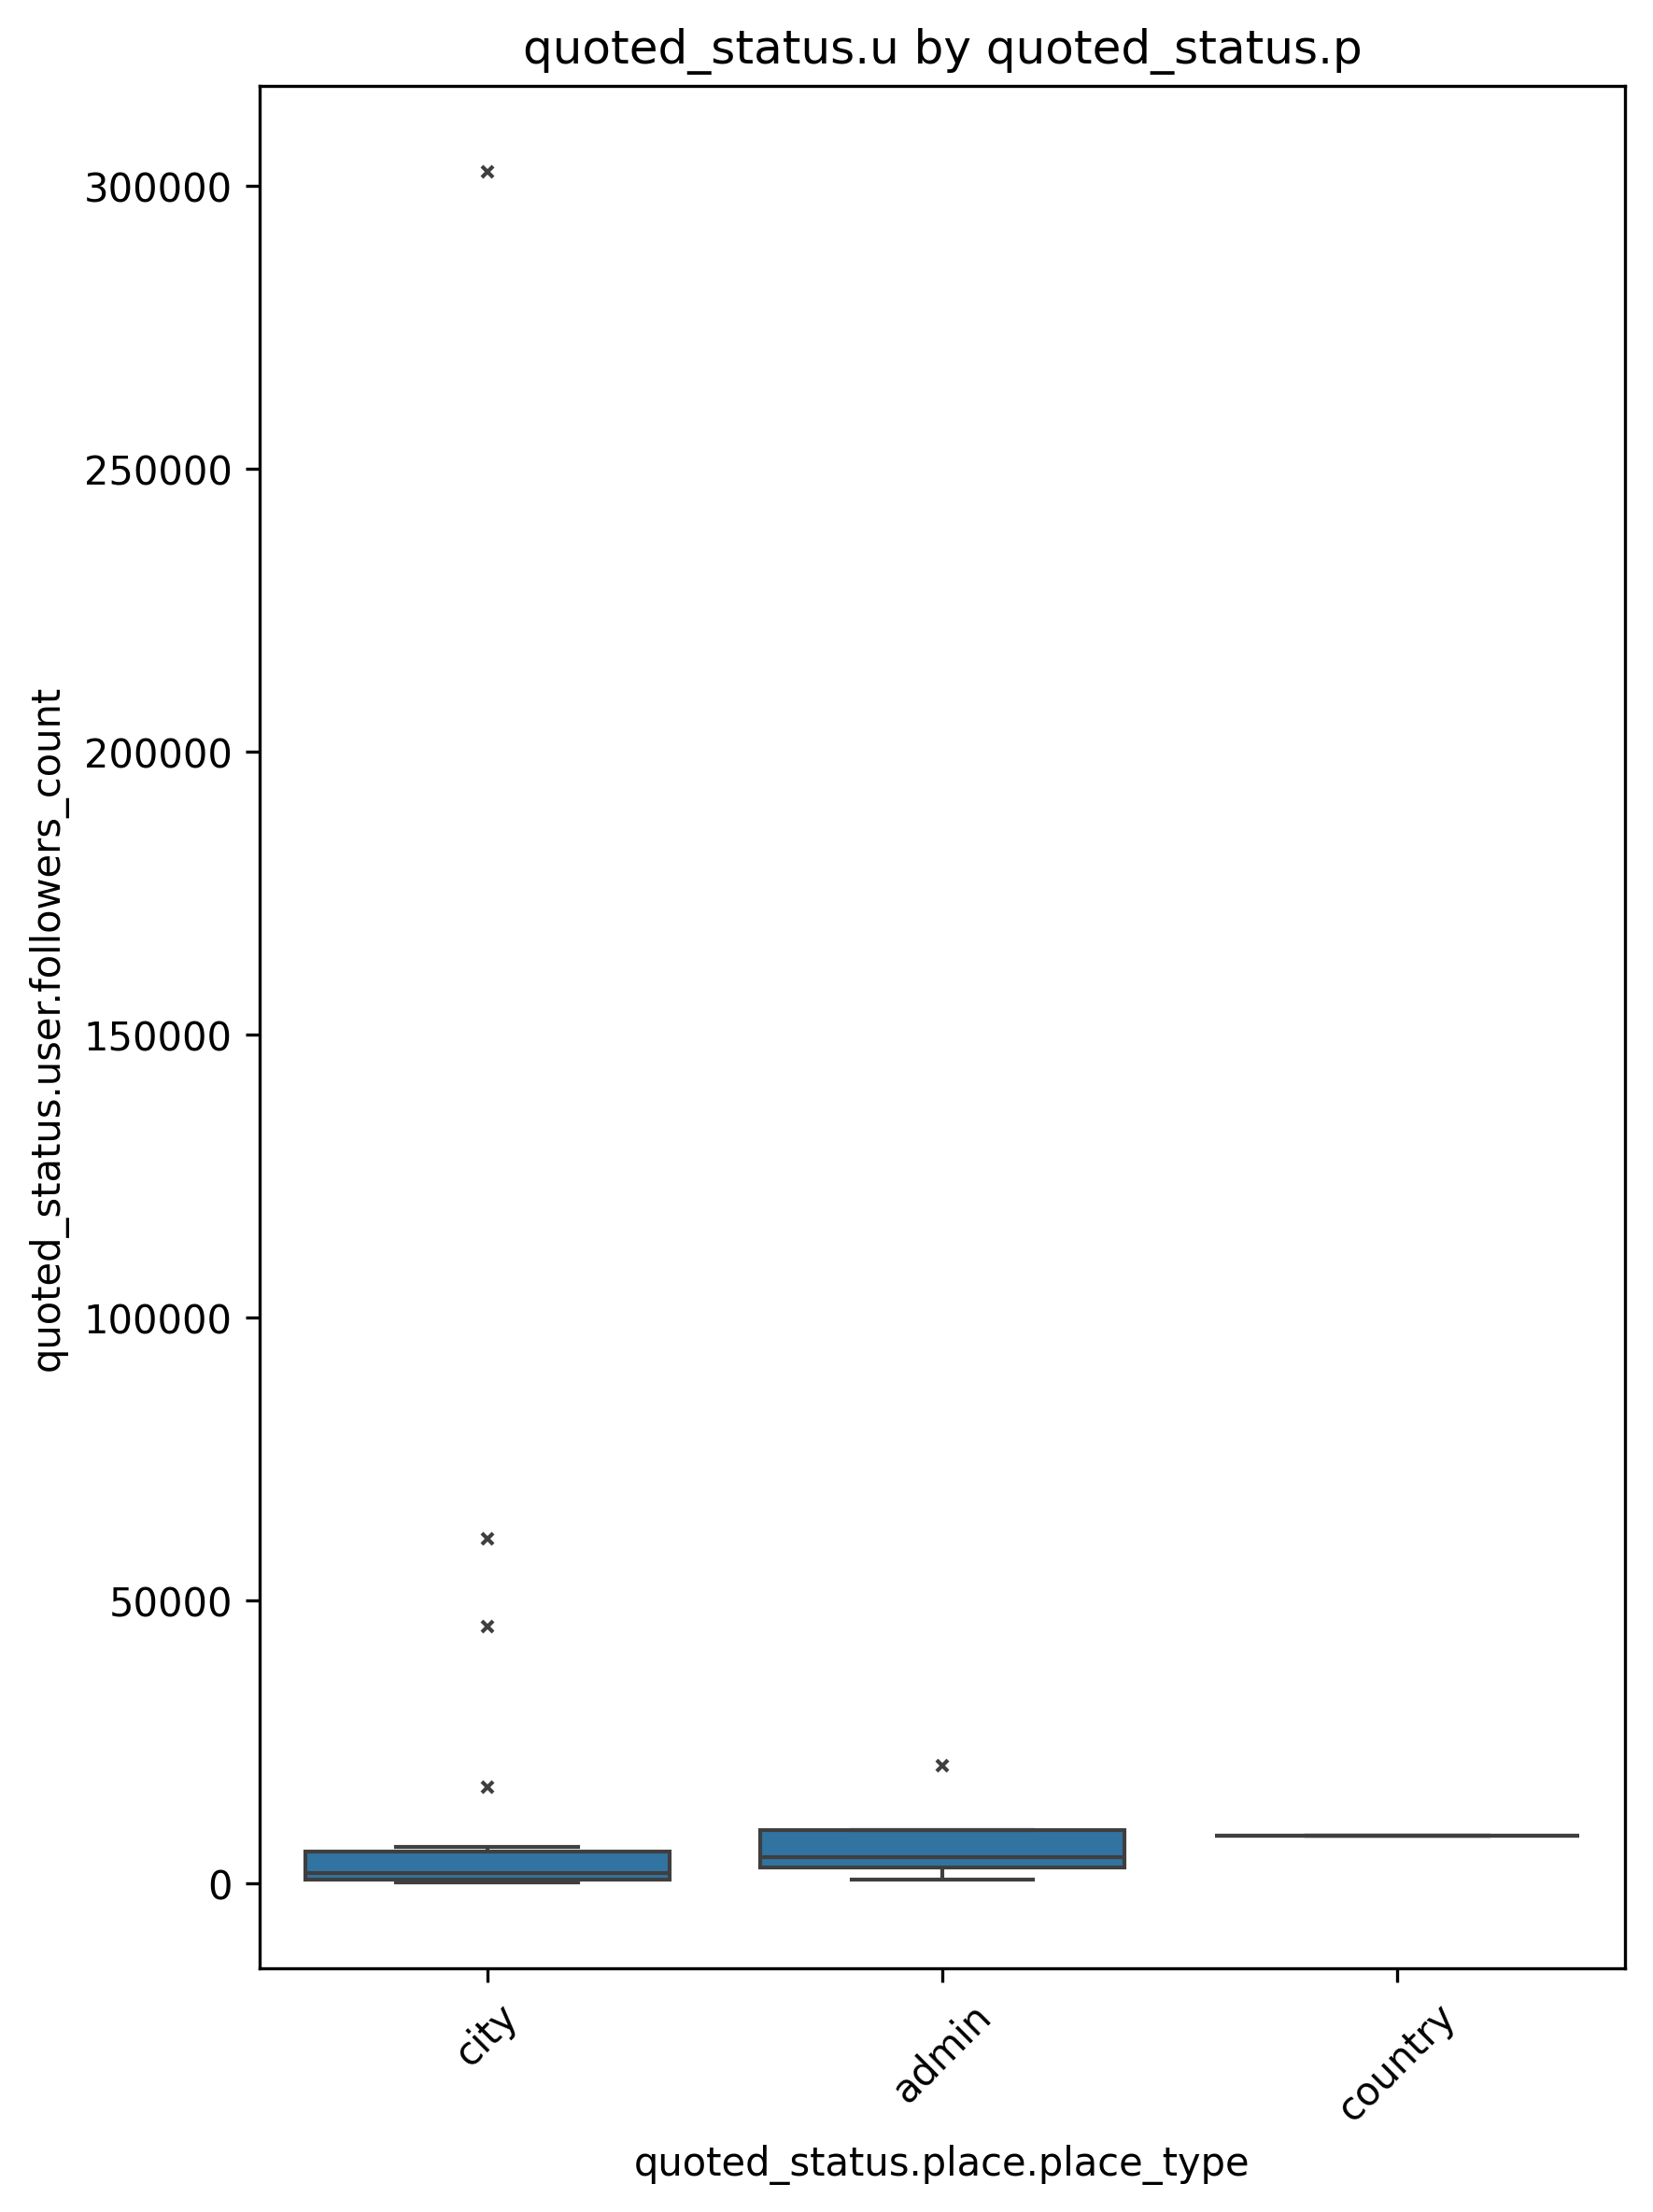 quoted_status.u by quoted_status.p
quoted_status.user.followers_count
300000
250000
200000
150000
100000
50000
0
city
admin
country
quoted_status.place.place_type